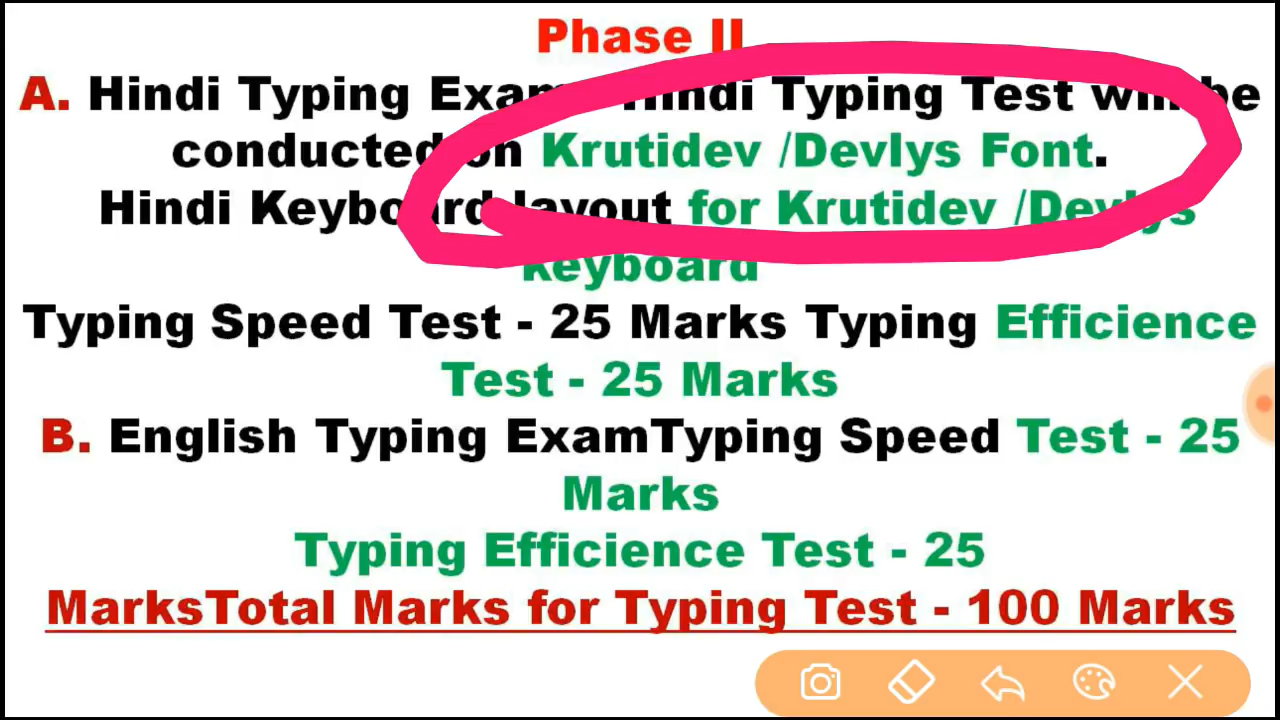 Phase II
A. Hindi Typing Exam Hindi Typing Test will be
conducted on Krutidev /Devlys Font.
Hindi Keyboard layout for Krutidev /Devlys
Keyboard
Typing Speed Test - 25 Marks Typing Efficience
Test - 25 Marks
B. English Typing ExamTyping Speed Test - 25
Marks
Typing Efficience Test - 25
MarksTotal Marks for Typing Test - 100 Marks